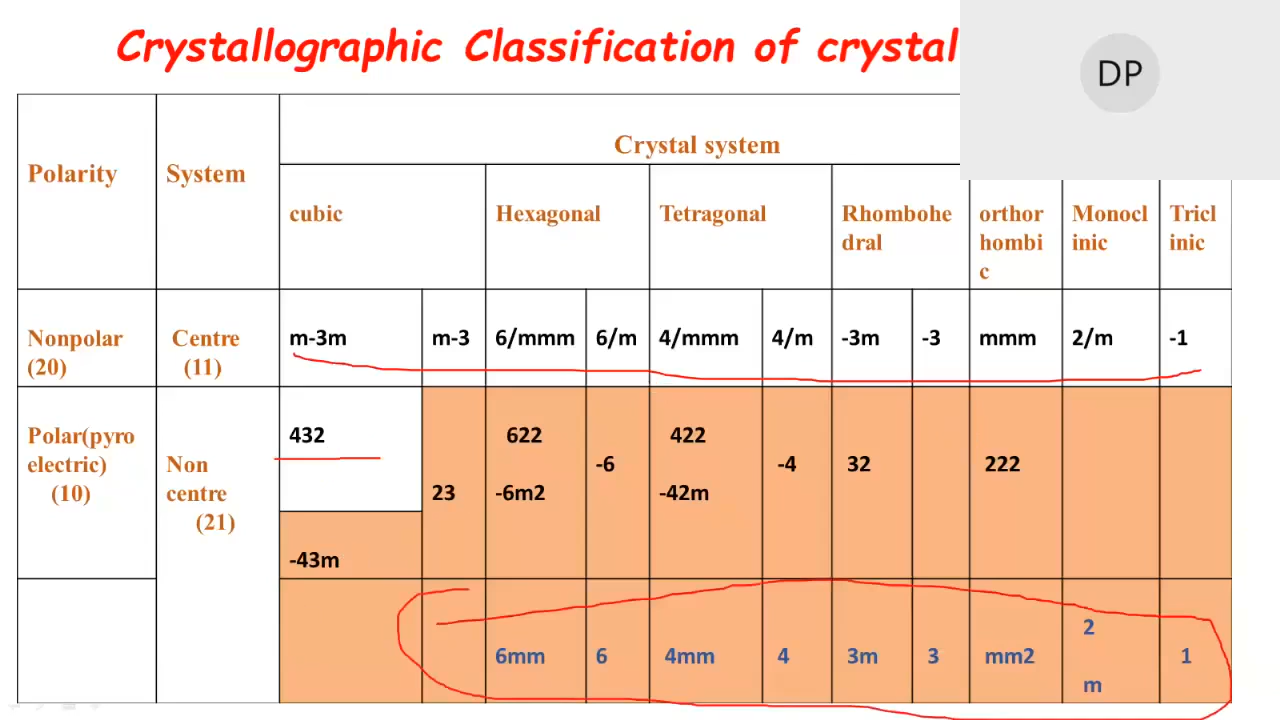 Crystallographic Classification of crystal
DP
Polarity
System
Crystal system
cubic
Hexagonal
Tetragonal
Rhombohe
dral
orthor
hombi
c
Monocl
inic
Tricl
inic
Nonpolar
(20)
Centre
(11)
m-3m
m-3
6/mmm
6/m
4/mmm
4/m
-3m
-3
mmm
2/m
-1
Polar(pyro
electric)
(10)
Non
centre
(21)
432
-43m
23
622
-6m2
-6
422
-42m
-4
32
222
6mm
6
4mm
4
3m
3
mm2
2
m
1